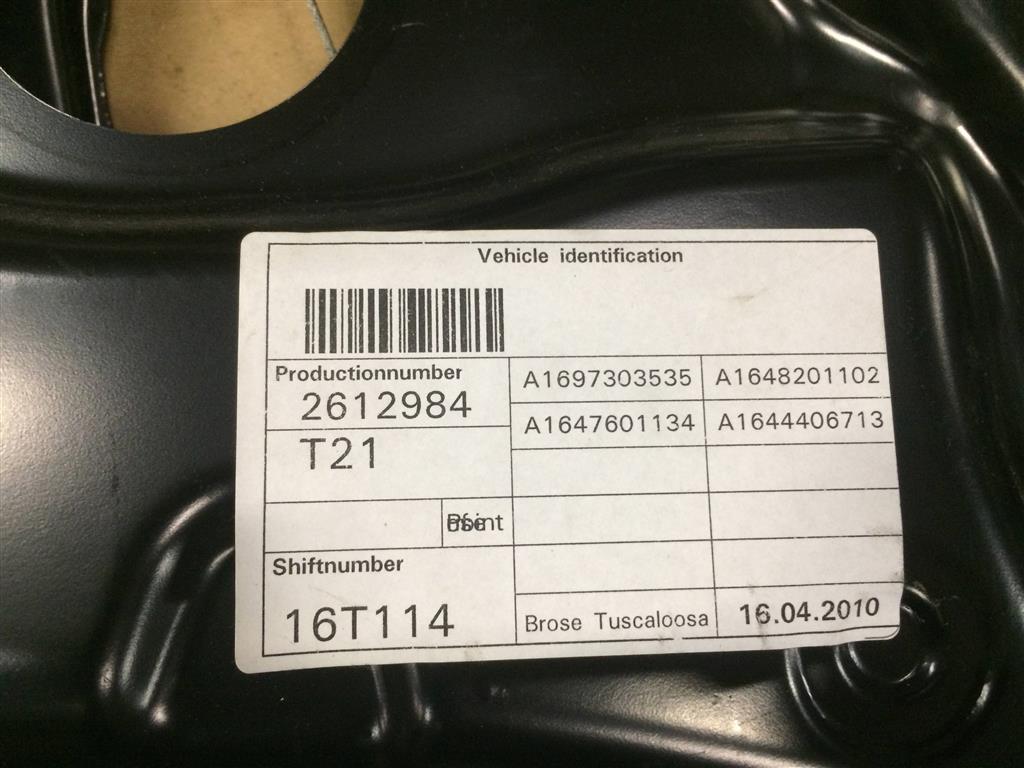 Vehicle identification
Productionnumber
2612984
A1697303535
A1648201102
A1647601134
A1644406713
T21
Shiftnumber
16T114
Brose Tuscaloosa
16.04.2010